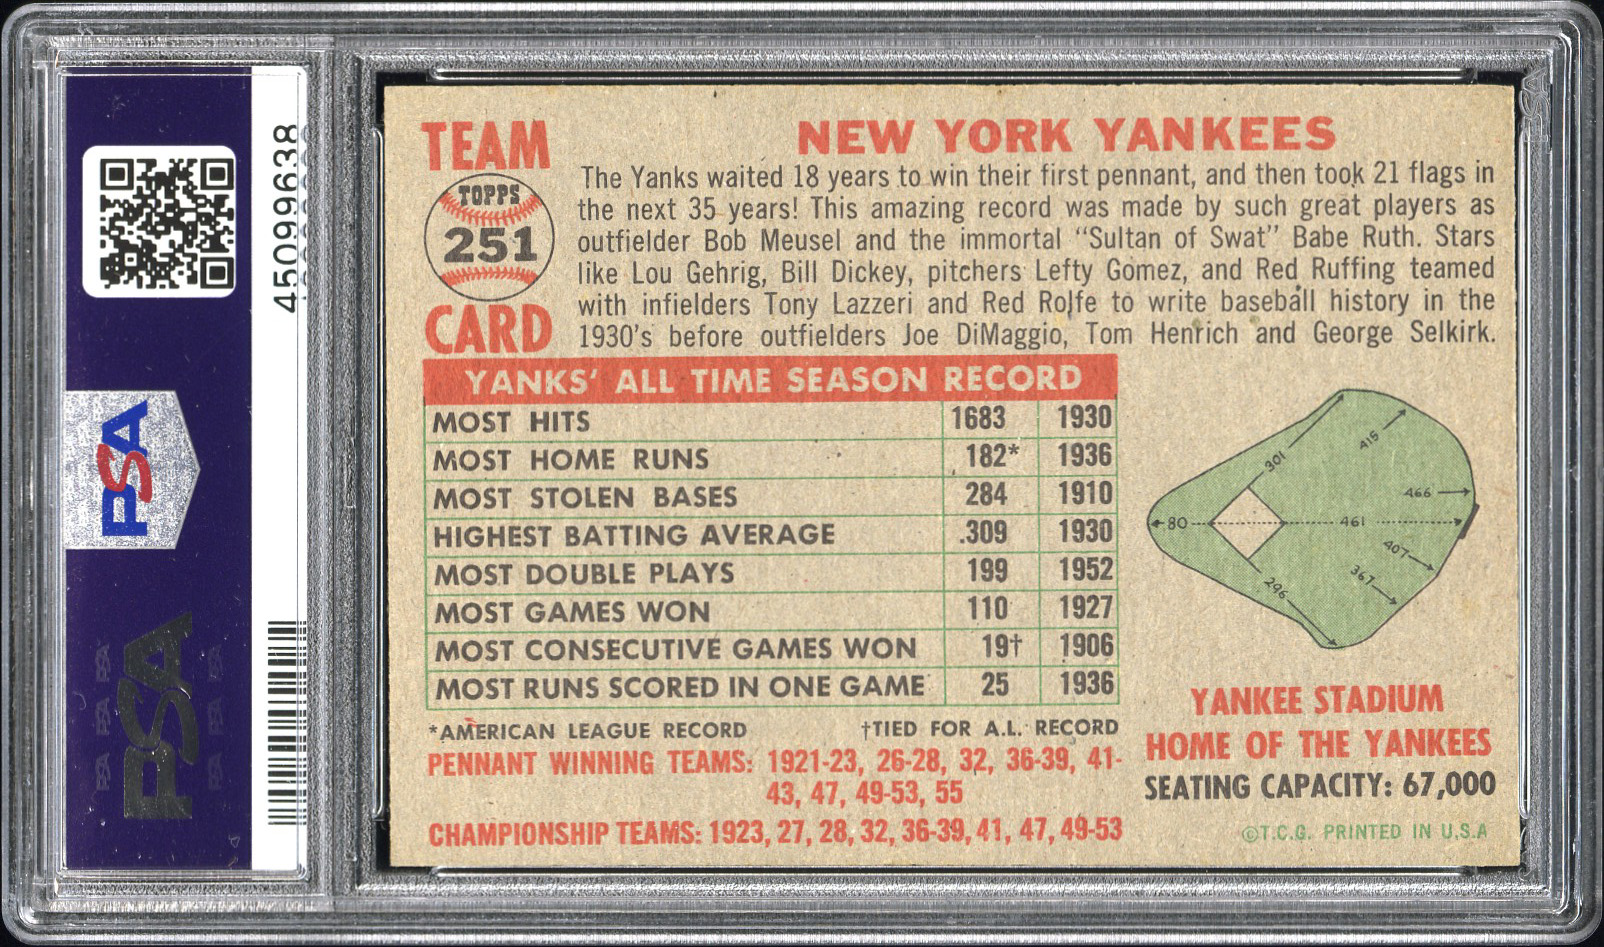 45099638
PSA
PSA
TEAM
TOPPS
251
CARD
NEW YORK YANKEES
The Yanks waited 18 years to win their first pennant, and then took 21 flags in
the next 35 years! This amazing record was made by such great players as
outfielder Bob Meusel and the immortal "Sultan of Swat" Babe Ruth. Stars
like Lou Gehrig, Bill Dickey, pitchers Lefty Gomez, and Red Ruffing teamed
with infielders Tony Lazzeri and Red Rolfe to write baseball history in the
1930's before outfielders Joe DiMaggio, Tom Henrich and George Selkirk.
YANKS' ALL TIME SEASON RECORD
MOST HITS 1683 1930
MOST HOME RUNS 182* 1936
MOST STOLEN BASES 284 1910
HIGHEST BATTING AVERAGE .309 1930
MOST DOUBLE PLAYS 199 1952
MOST GAMES WON 110 1927
MOST CONSECUTIVE GAMES WON 19† 1906
MOST RUNS SCORED IN ONE GAME 25 1936
*AMERICAN LEAGUE RECORD †TIED FOR A.L. RECORD
PENNANT WINNING TEAMS: 1921-23, 26-28, 32, 36-39, 41-
43, 47, 49-53, 55
CHAMPIONSHIP TEAMS: 1923, 27, 28, 32, 36-39, 41, 47, 49-53
301
415
466
80
461
407
367
296
YANKEE STADIUM
HOME OF THE YANKEES
SEATING CAPACITY: 67,000
©T.C.G. PRINTED IN U.S.A